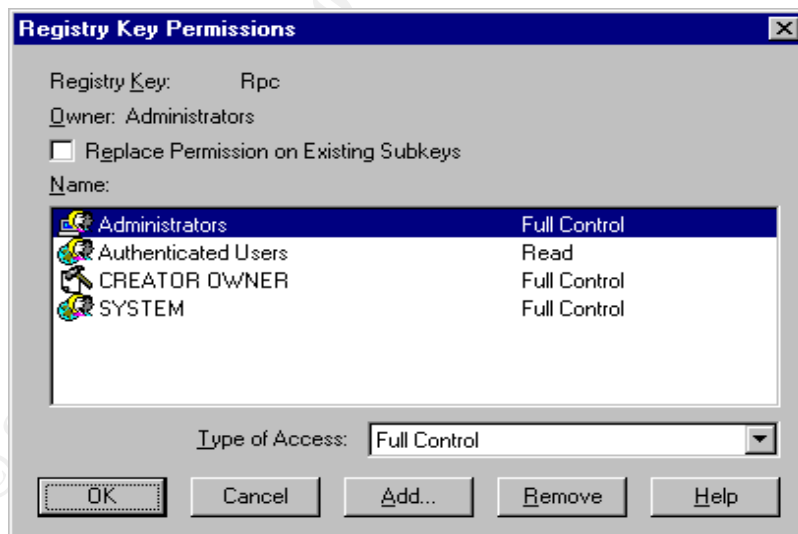 Registry Key Permissions
Registry Key: Rpc
Owner: Administrators
Replace Permission on Existing Subkeys
Name:
Administrators Full Control
Authenticated Users Read
CREATOR OWNER Full Control
SYSTEM Full Control
Type of Access: Full Control
OK Cancel Add... Remove Help